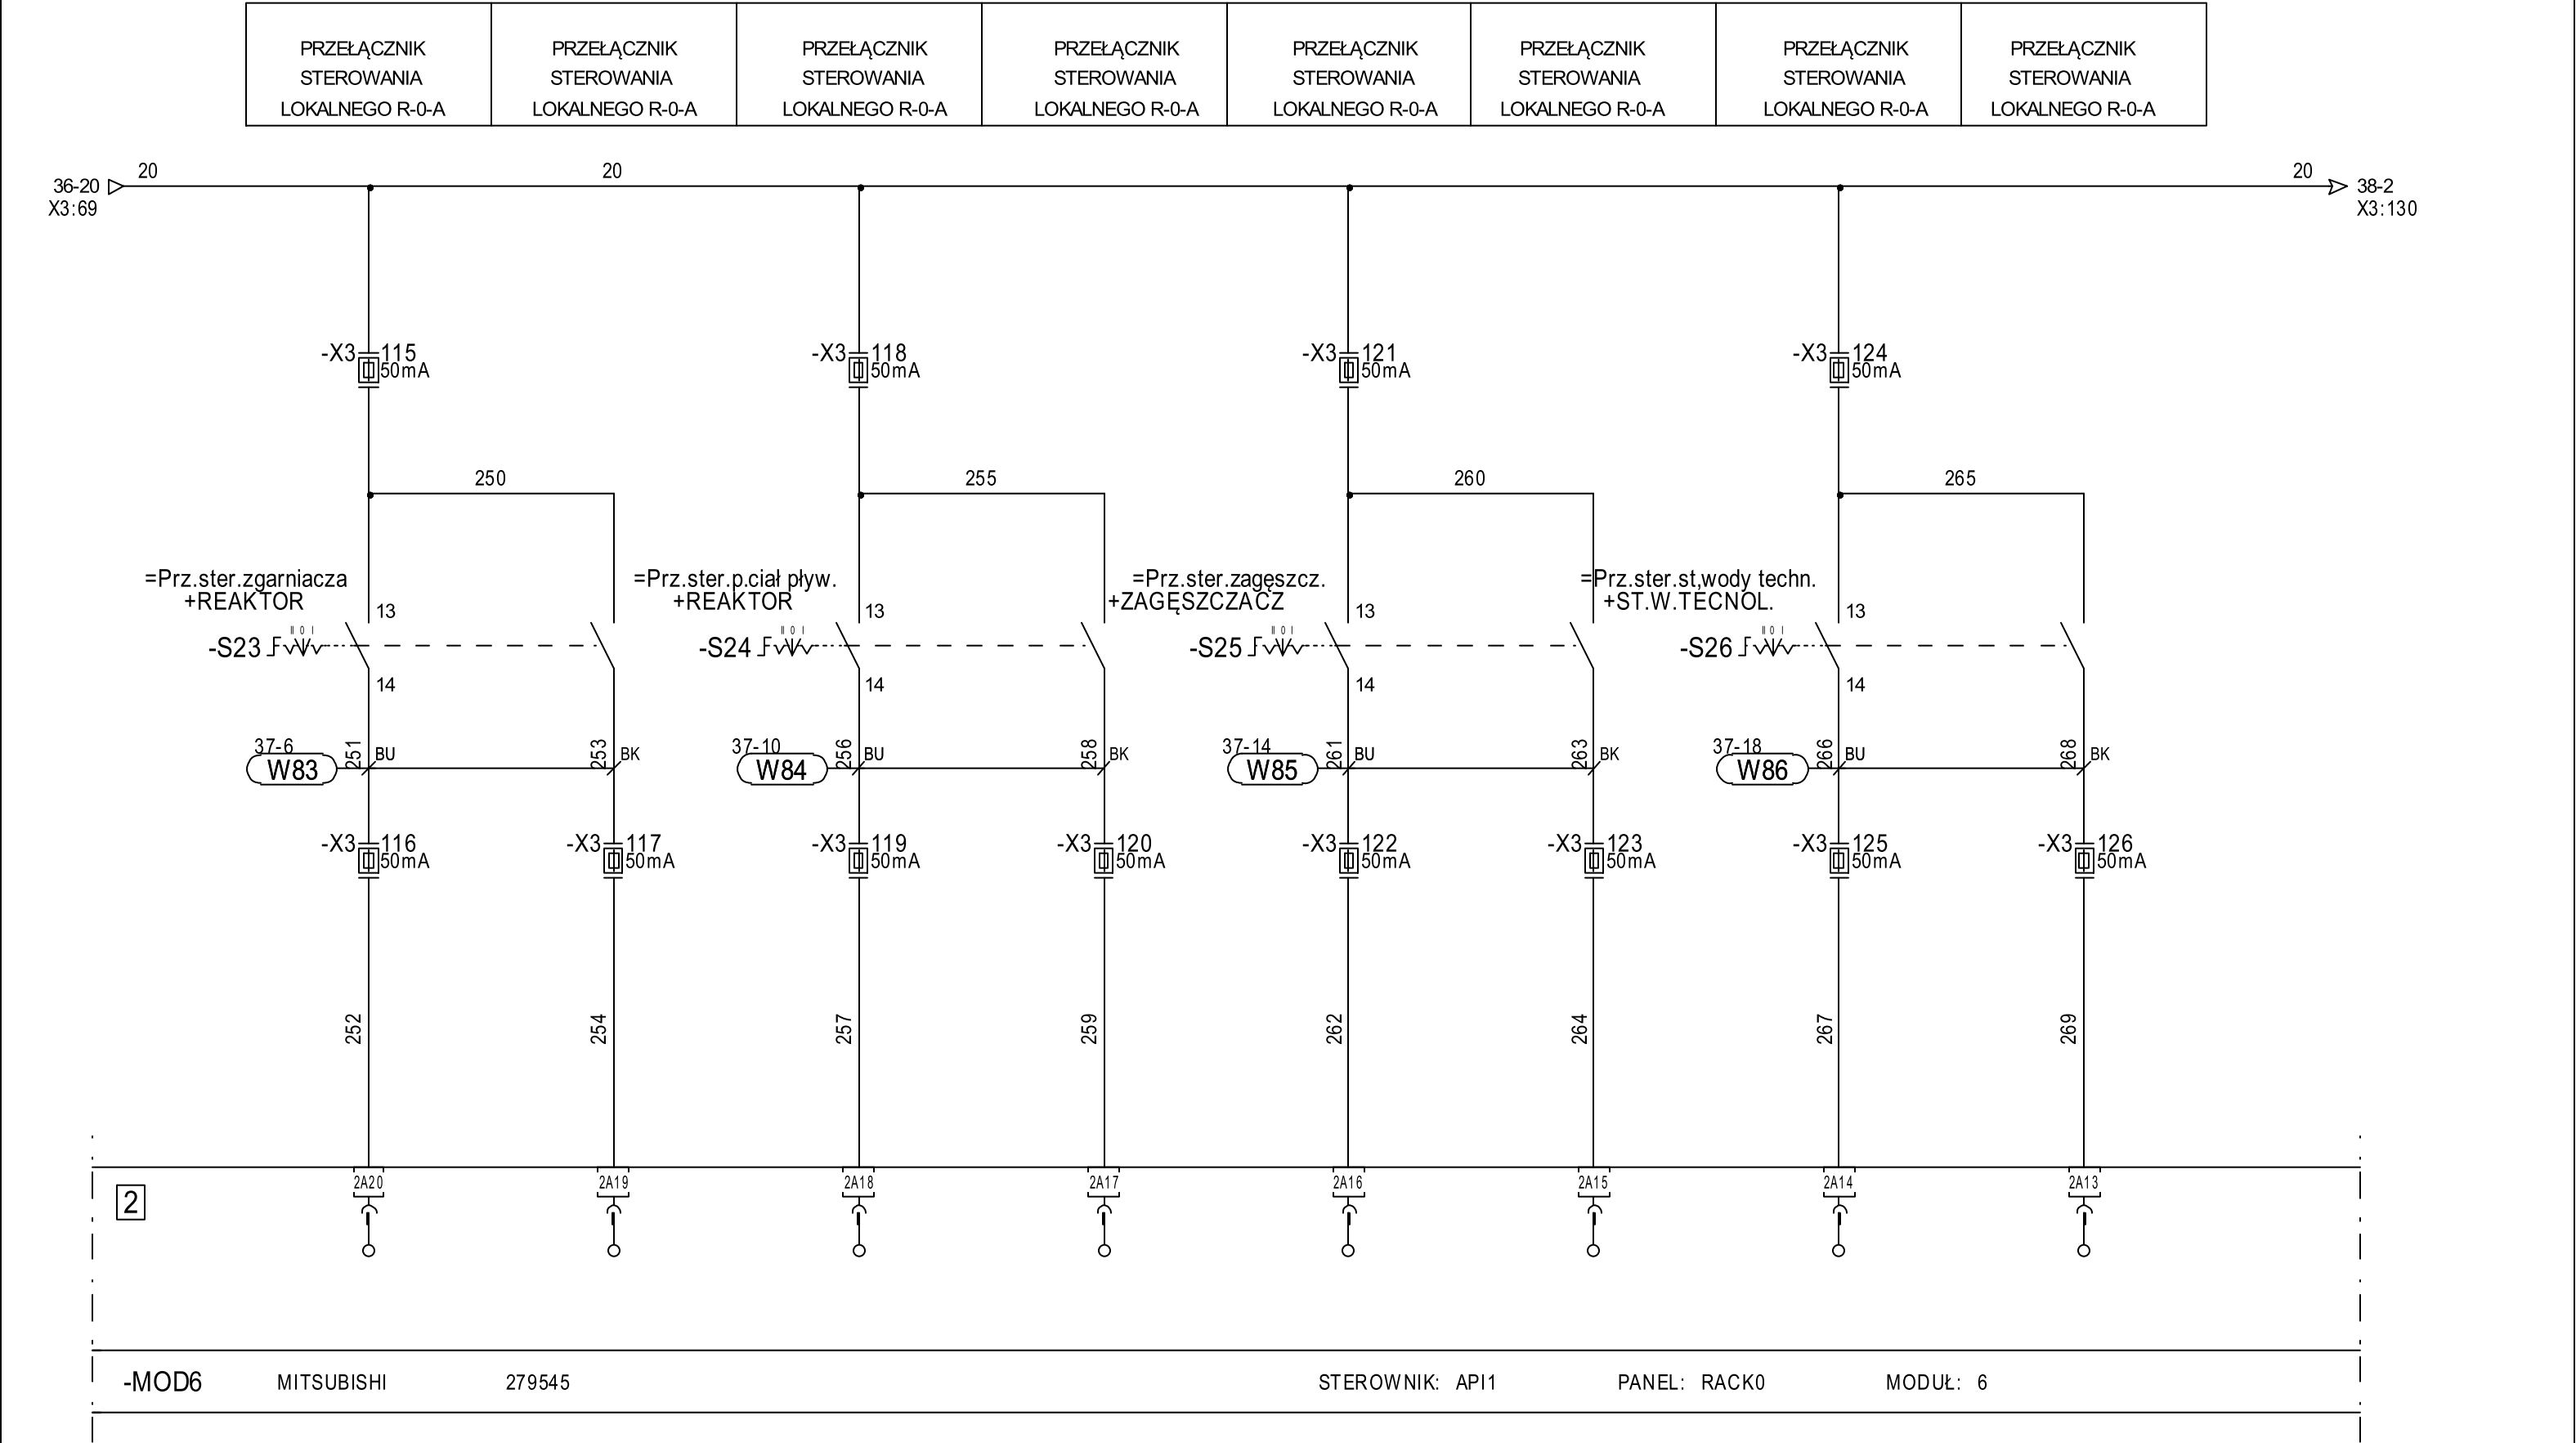 PRZEŁĄCZNIK PRZEŁĄCZNIK PRZEŁĄCZNIK PRZEŁĄCZNIK PRZEŁĄCZNIK PRZEŁĄCZNIK PRZEŁĄCZNIK PRZEŁĄCZNIK
STEROWANIA STEROWANIA STEROWANIA STEROWANIA STEROWANIA STEROWANIA STEROWANIA STEROWANIA
LOKALNEGO R-0-A LOKALNEGO R-0-A LOKALNEGO R-0-A LOKALNEGO R-0-A LOKALNEGO R-0-A LOKALNEGO R-0-A LOKALNEGO R-0-A LOKALNEGO R-0-A
20 20 20
36-20 38-2
X3:69 X3:130
-X3 115 -X3 118 -X3 121 -X3 124
50mA 50mA 50mA 50mA
250 255 260 265
=Prz.ster.zgarniacza =Prz.ster.p.ciał pływ. =Prz.ster.zagęszcz. =Prz.ster.st,wody techn.
+REAKTOR +REAKTOR +ZAGĘSZCZACZ +ST.W.TECNOL.
13 13 13 13
II 0 I II 0 I II 0 I II 0 I
-S23 -S24 -S25 -S26
14 14 14 14
37-6 251 BU 253 BK 37-10 256 BU 258 BK 37-14 261 BU 263 BK 37-18 266 BU 268 BK
W83 W84 W85 W86
-X3 116 -X3 117 -X3 119 -X3 120 -X3 122 -X3 123 -X3 125 -X3 126
50mA 50mA 50mA 50mA 50mA 50mA 50mA 50mA
252 254 257 259 262 264 267 269
2A20 2A19 2A18 2A17 2A16 2A15 2A14 2A13
2
-MOD6 MITSUBISHI 279545 STEROWNIK: API1 PANEL: RACK0 MODUŁ: 6